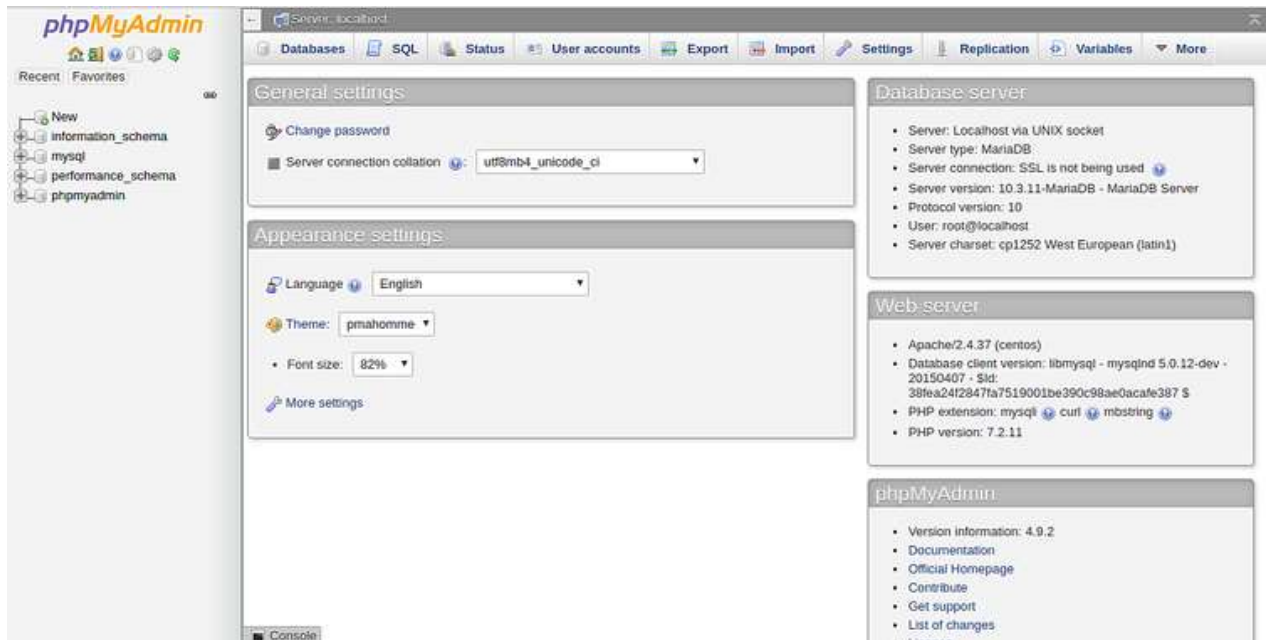 phpMyAdmin
Recent Favorites
New
information_schema
mysql
performance_schema
phpmyadmin
Server: localhost
Databases SQL Status User accounts Export Import Settings Replication Variables More
General settings
Change password
Server connection collation : utf8mb4_unicode_ci
Appearance settings
Language English
Theme: pmahomme
Font size: 82%
More settings
Console
Database server
Server: Localhost via UNIX socket
Server type: MariaDB
Server connection: SSL is not being used
Server version: 10.3.11-MariaDB - MariaDB Server
Protocol version: 10
User: root@localhost
Server charset: cp1252 West European (latin1)
Web server
Apache/2.4.37 (centos)
Database client version: libmysql - mysqlnd 5.0.12-dev -
20150407 - $Id:
38fea24f2847fa7519001be390c98ae0acafe387 $
PHP extension: mysqli curl mbstring
PHP version: 7.2.11
phpMyAdmin
Version information: 4.9.2
Documentation
Official Homepage
Contribute
Get support
List of changes